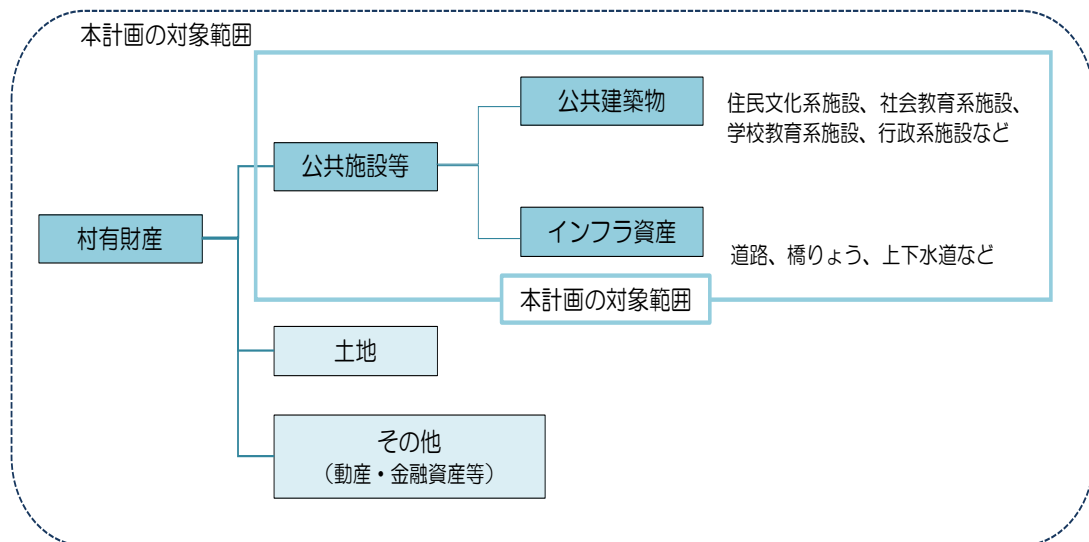 本計画の対象範囲
公共建築物
住民文化系施設、社会教育系施設、
学校教育系施設、行政系施設など
公共施設等
村有財産
インフラ資産
道路、橋りょう、上下水道など
本計画の対象範囲
土地
その他
（動産・金融資産等）